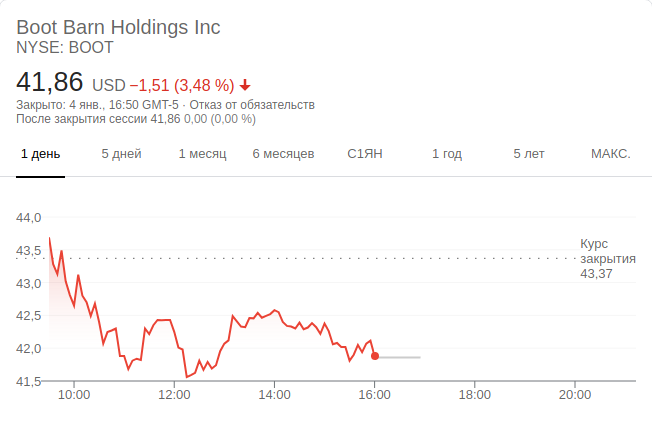 Boot Barn Holdings Inc
NYSE: BOOT
41,86 USD −1,51 (3,48 %)
Закрыто: 4 янв., 16:50 GMT-5 · Отказ от обязательств
После закрытия сессии 41,86 0,00 (0,00 %)
1 день 5 дней 1 месяц 6 месяцев С1ЯН 1 год 5 лет МАКС.
44,0
43,5
43,0
42,5
42,0
41,5
Курс
закрытия
43,37
10:00 12:00 14:00 16:00 18:00 20:00